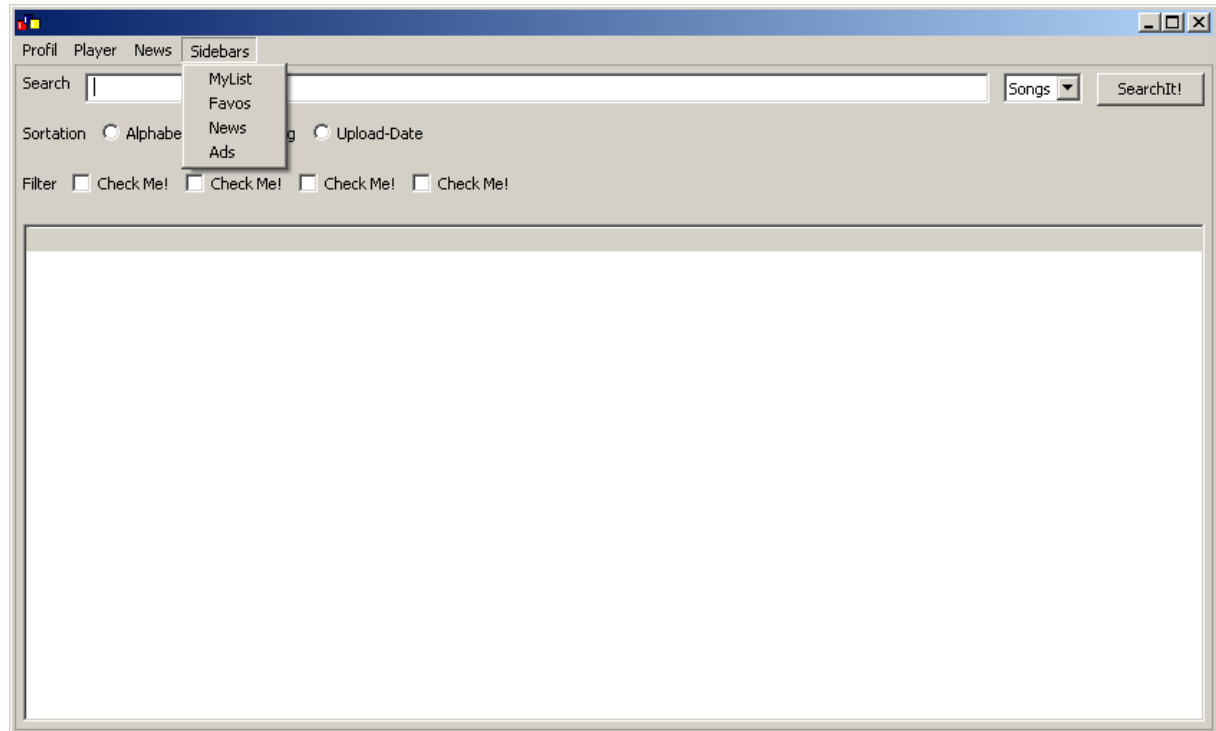 Profil Player News Sidebars
MyList
Favos
News
Ads
Search Songs SearchIt!
Sortation Alphabe g Upload-Date
Filter Check Me! Check Me! Check Me! Check Me!